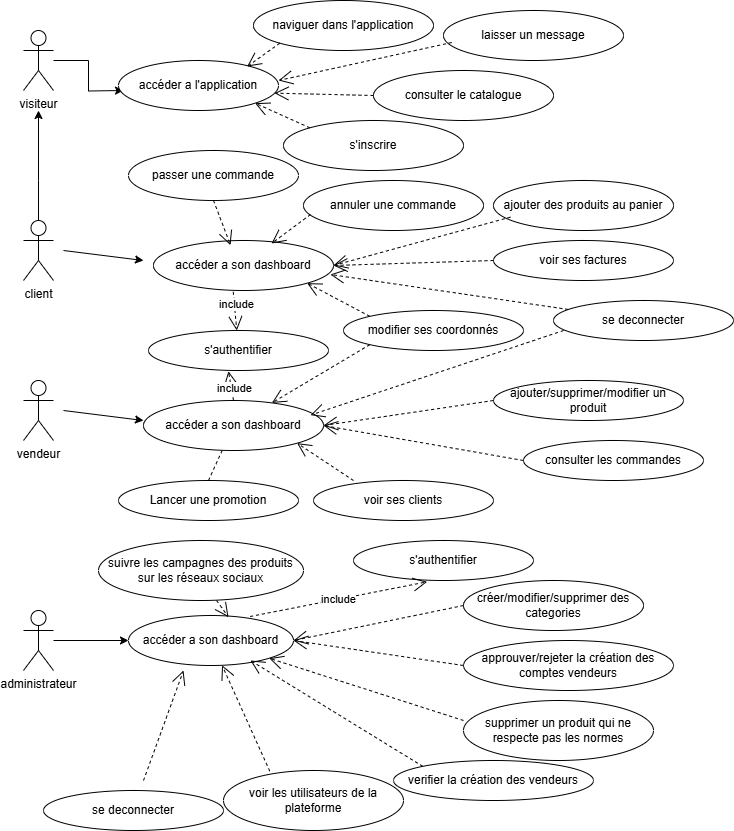 naviguer dans l'application
laisser un message
accéder a l'application
visiteur
consulter le catalogue
s'inscrire
passer une commande
annuler une commande
ajouter des produits au panier
accéder a son dashboard
voir ses factures
client
include
modifier ses coordonnés
se deconnecter
s'authentifier
include
ajouter/supprimer/modifier un
produit
accéder a son dashboard
vendeur
consulter les commandes
Lancer une promotion
voir ses clients
suivre les campagnes des produits
sur les réseaux sociaux
s'authentifier
include
créer/modifier/supprimer des
categories
accéder a son dashboard
administrateur
approuver/rejeter la création des
comptes vendeurs
supprimer un produit qui ne
respecte pas les normes
verifier la création des vendeurs
voir les utilisateurs de la
plateforme
se deconnecter